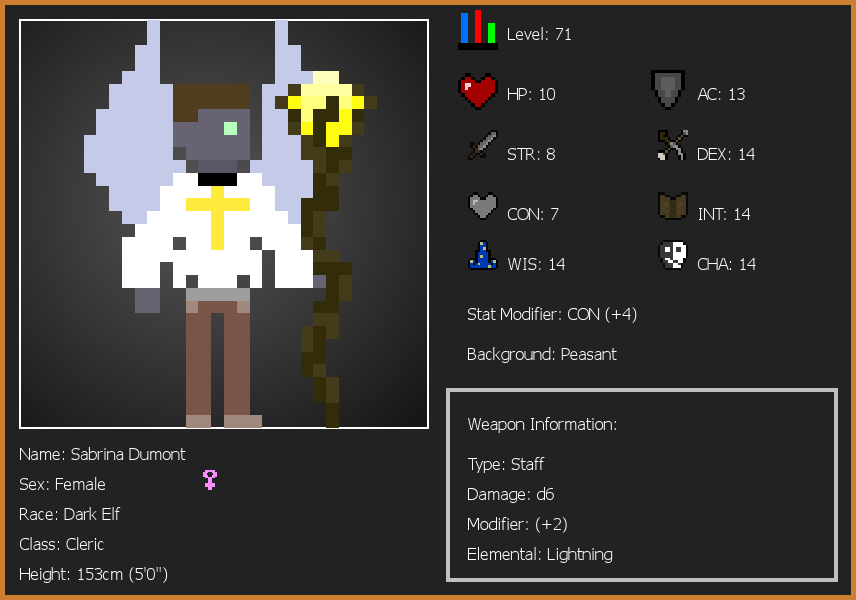 Level: 71
HP: 10
AC: 13
STR: 8
DEX: 14
CON: 7
INT: 14
WIS: 14
CHA: 14
Stat Modifier: CON (+4)
Background: Peasant
Weapon Information:
Type: Staff
Damage: d6
Modifier: (+2)
Elemental: Lightning
Name: Sabrina Dumont
Sex: Female
Race: Dark Elf
Class: Cleric
Height: 153cm (5'0")